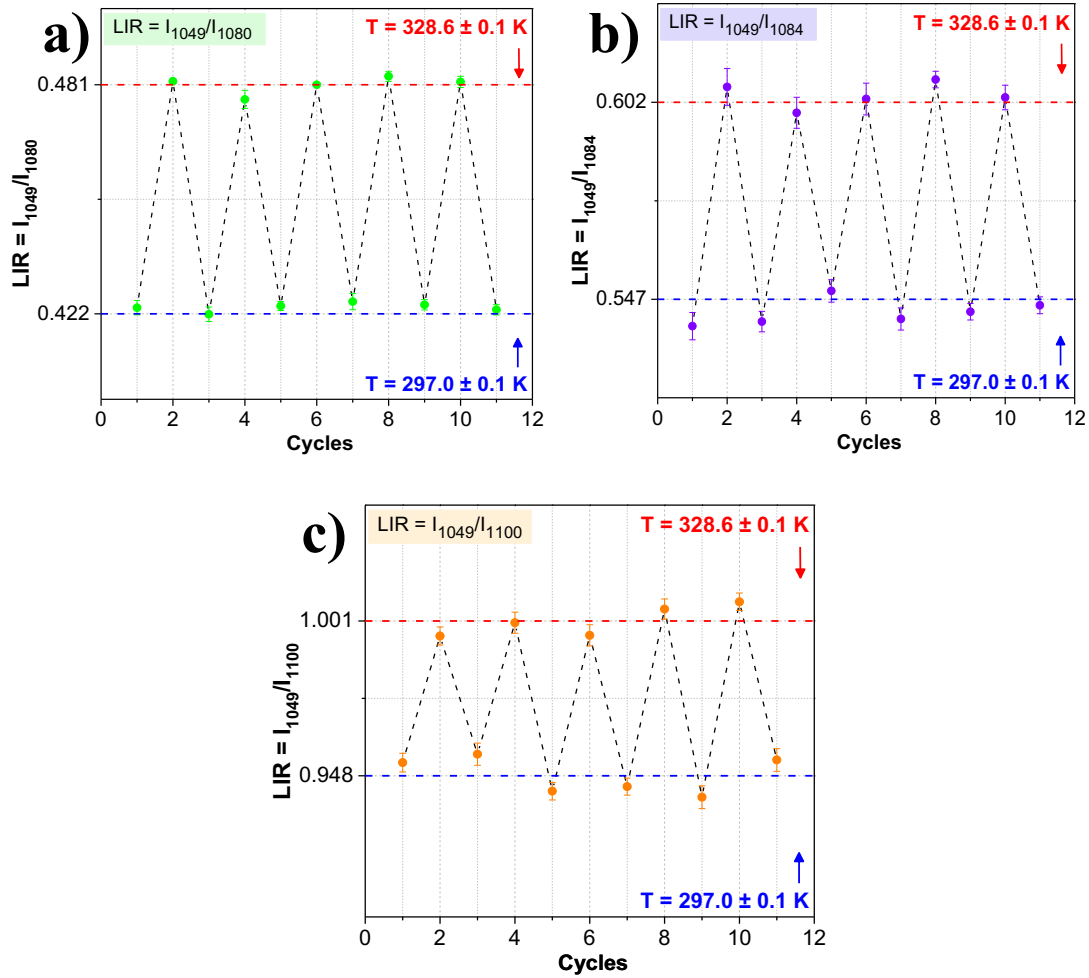 a)
LIR = I1049/I1080
T = 328.6 ± 0.1 K
0.481
0.422
LIR = I1049/I1080
T = 297.0 ± 0.1 K
0 2 4 6 8 10 12
Cycles
b)
LIR = I1049/I1084
T = 328.6 ± 0.1 K
0.602
0.547
LIR = I1049/I1084
T = 297.0 ± 0.1 K
0 2 4 6 8 10 12
Cycles
c)
LIR = I1049/I1100
T = 328.6 ± 0.1 K
1.001
0.948
LIR = I1049/I1100
T = 297.0 ± 0.1 K
0 2 4 6 8 10 12
Cycles